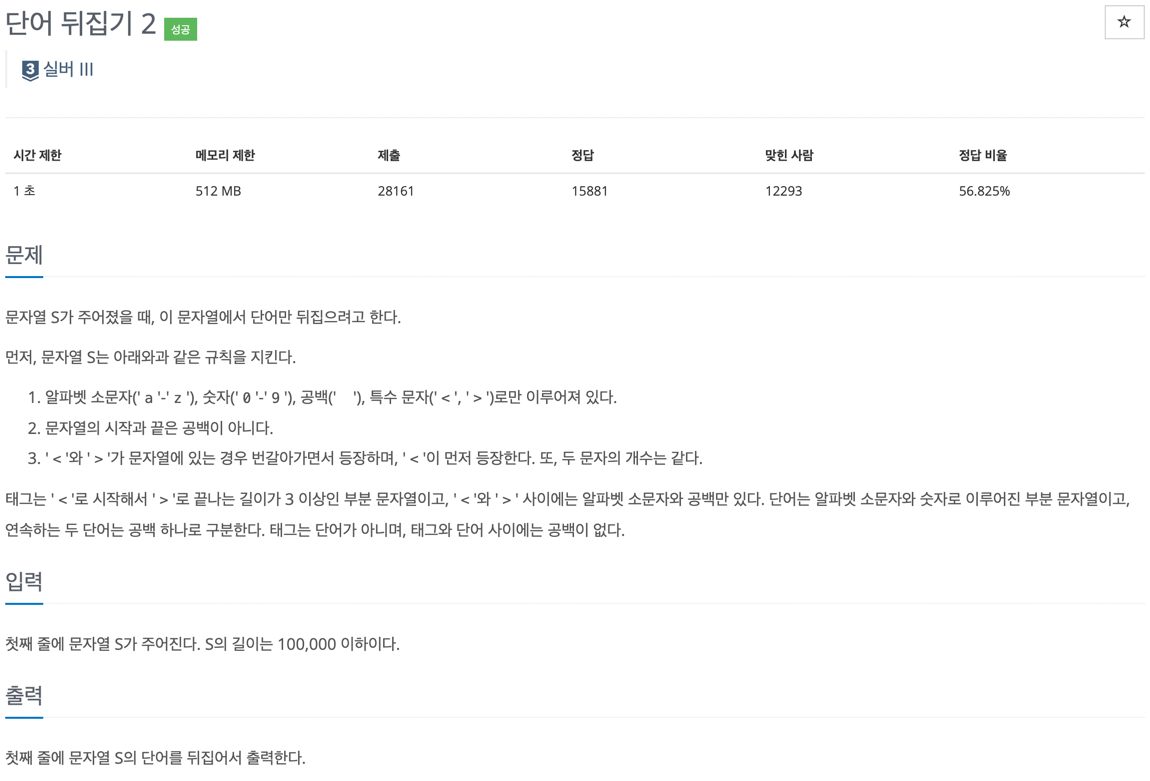 단어 뒤집기 2 성공
☆
3 실버 III
시간 제한 메모리 제한 제출 정답 맞힌 사람 정답 비율
1 초 512 MB 28161 15881 12293 56.825%
문제
문자열 S가 주어졌을 때, 이 문자열에서 단어만 뒤집으려고 한다.
먼저, 문자열 S는 아래와과 같은 규칙을 지킨다.
1. 알파벳 소문자(' a '-' z '), 숫자(' 0 '-' 9 '), 공백('   '), 특수 문자(' < ', ' > ')로만 이루어져 있다.
2. 문자열의 시작과 끝은 공백이 아니다.
3. ' < '와 ' > '가 문자열에 있는 경우 번갈아가면서 등장하며, ' < '이 먼저 등장한다. 또, 두 문자의 개수는 같다.
태그는 ' < '로 시작해서 ' > '로 끝나는 길이가 3 이상인 부분 문자열이고, ' < '와 ' > ' 사이에는 알파벳 소문자와 공백만 있다. 단어는 알파벳 소문자와 숫자로 이루어진 부분 문자열이고,
연속하는 두 단어는 공백 하나로 구분한다. 태그는 단어가 아니며, 태그와 단어 사이에는 공백이 없다.
입력
첫째 줄에 문자열 S가 주어진다. S의 길이는 100,000 이하이다.
출력
첫째 줄에 문자열 S의 단어를 뒤집어서 출력한다.